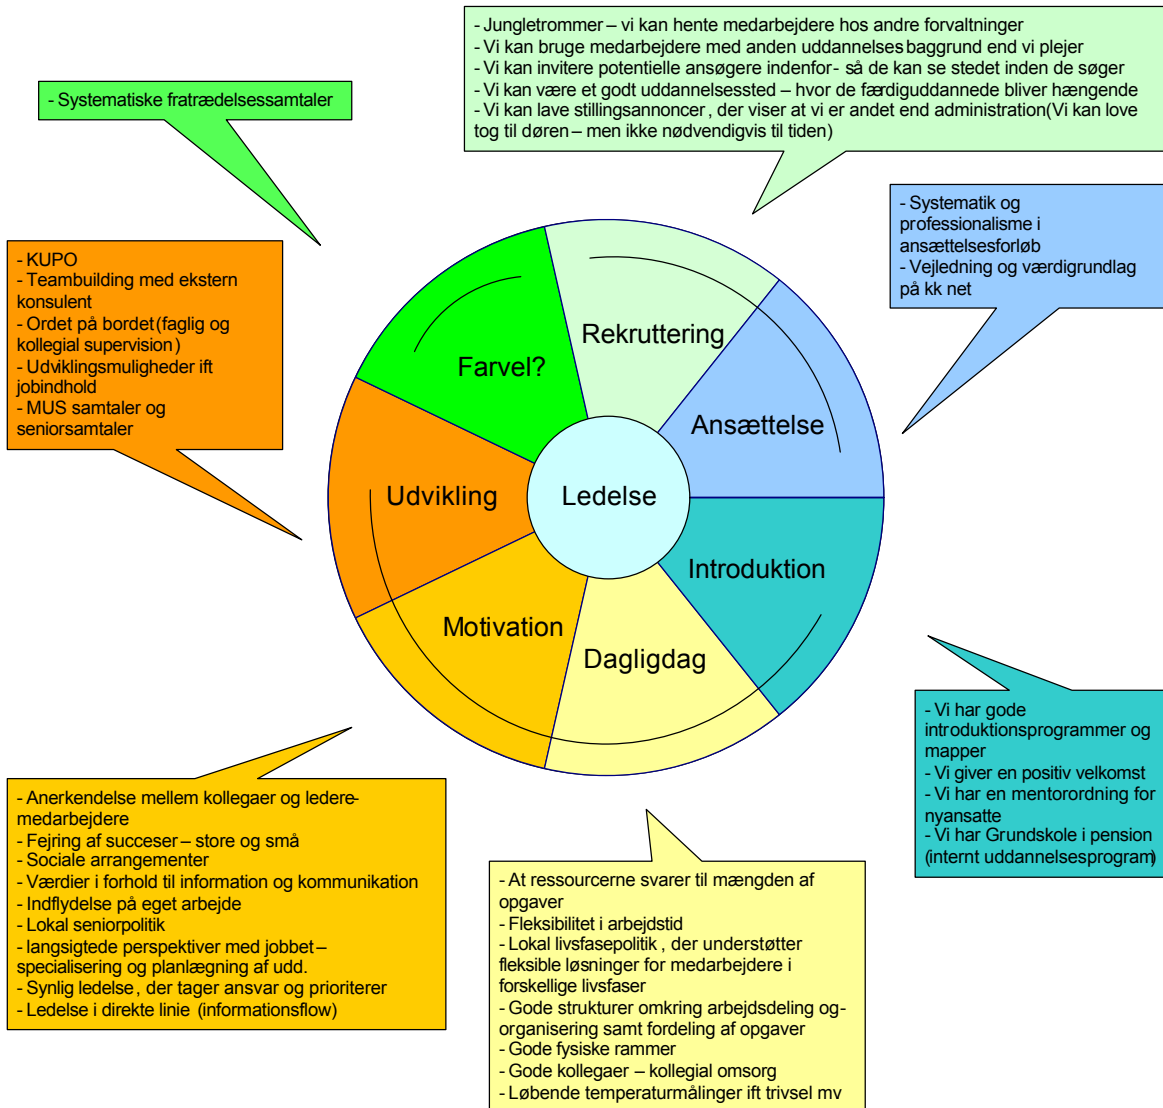 - Jungletrommer – vi kan hente medarbejdere hos andre forvaltninger
- Vi kan bruge medarbejdere med anden uddannelsesbaggrund end vi plejer
- Vi kan invitere potentielle ansøgere indenfor - så de kan se stedet inden de søger
- Vi kan være et godt uddannelsessted – hvor de færdiguddannede bliver hængende
- Vi kan lave stillingsannoncer, der viser at vi er andet end administration(Vi kan love
tog til døren – men ikke nødvendigvis til tiden)
- Systematiske fratrædelsessamtaler
- Systematik og
professionalisme i
ansættelsesforløb
- Vejledning og værdigrundlag
på kk net
- KUPO
- Teambuilding med ekstern
konsulent
- Ordet på bordet(faglig og
kollegial supervision)
- Udviklingsmuligheder ift
jobindhold
- MUS samtaler og
seniorsamtaler
Rekruttering
Farvel?
Ansættelse
Udvikling
Ledelse
Introduktion
Motivation
Dagligdag
- Vi har gode
introduktionsprogrammer og
mapper
- Vi giver en positiv velkomst
- Vi har en mentorordning for
nyansatte
- Vi har Grundskole i pension
(internt uddannelsesprogram)
- Anerkendelse mellem kollegaer og ledere-
medarbejdere
- Fejring af succeser – store og små
- Sociale arrangementer
- Værdier i forhold til information og kommunikation
- Indflydelse på eget arbejde
- Lokal seniorpolitik
- langsigtede perspektiver med jobbet –
specialisering og planlægning af udd.
- Synlig ledelse, der tager ansvar og prioriterer
- Ledelse i direkte linie (informationsflow)
- At ressourcerne svarer til mængden af
opgaver
- Fleksibilitet i arbejdstid
- Lokal livsfasepolitik, der understøtter
fleksible løsninger for medarbejdere i
forskellige livsfaser
- Gode strukturer omkring arbejdsdeling og-
organisering samt fordeling af opgaver
- Gode fysiske rammer
- Gode kollegaer – kollegial omsorg
- Løbende temperaturmålinger ift trivsel mv